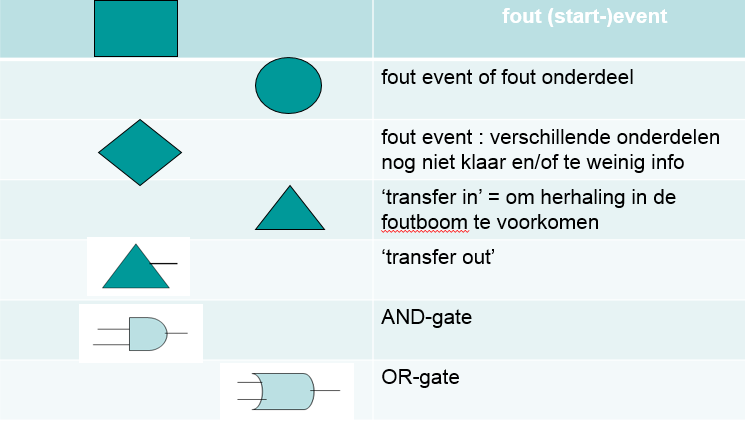 fout (start-)event
fout event of fout onderdeel
fout event : verschillende onderdelen
nog niet klaar en/of te weinig info
‘transfer in’ = om herhaling in de
foutboom te voorkomen
‘transfer out’
AND-gate
OR-gate